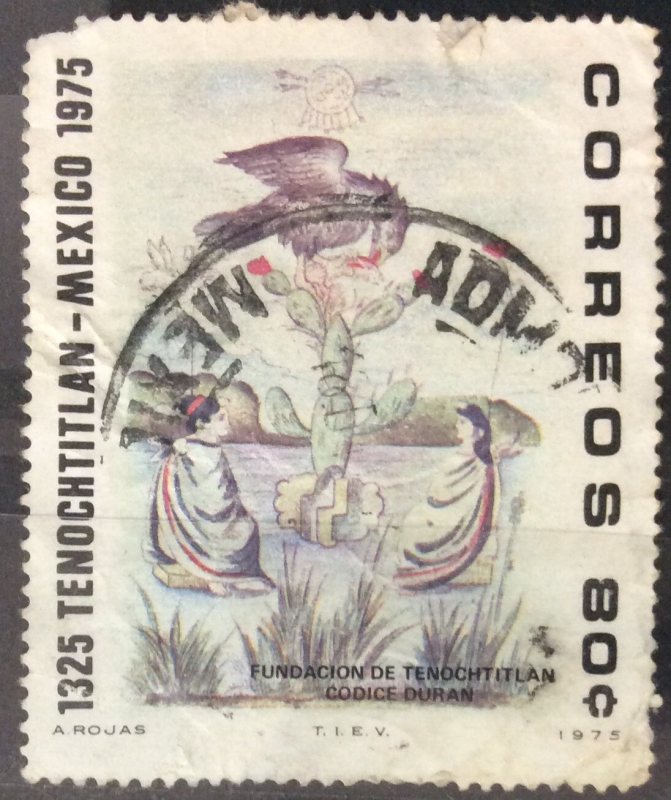 1325 TENOCHTITLAN-MEXICO 1975
CORREOS 80¢
FUNDACION DE TENOCHTITLAN
CODICE DURAN
A. ROJAS
T. I. E. V.
1975